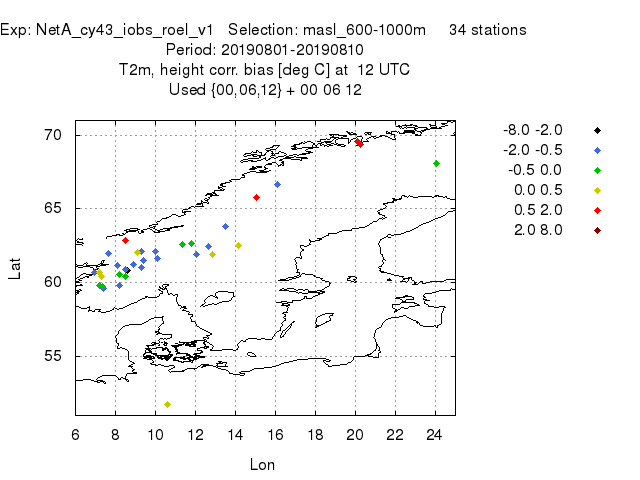 Exp: NetA_cy43_iobs_roel_v1 Selection: masl_600-1000m 34 stations
Period: 20190801-20190810
T2m, height corr. bias [deg C] at 12 UTC
Used {00,06,12} + 00 06 12
-8.0 -2.0
-2.0 -0.5
-0.5 0.0
0.0 0.5
0.5 2.0
2.0 8.0
70
65
60
55
Lat
6 8 10 12 14 16 18 20 22 24
Lon